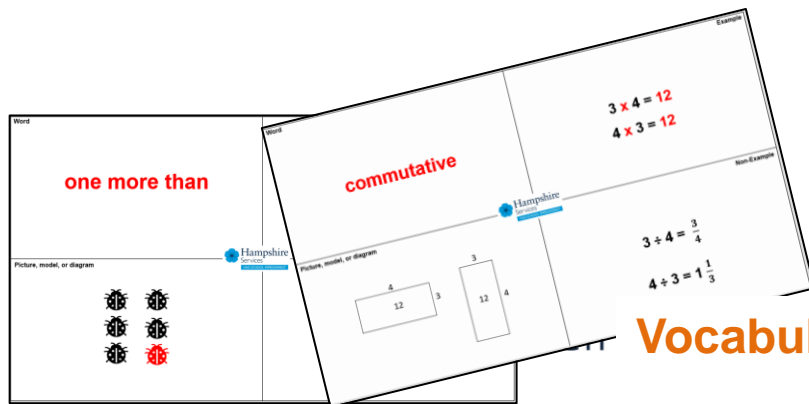 Word
one more than
Picture, model, or diagram
Hampshire
Services
Word
commutative
Example
3 x 4 = 12
4 x 3 = 12
Hampshire
Services
Picture, model, or diagram
4
12
3
3
12
4
Non-Example
3 ÷ 4 = 3/4
4 ÷ 3 = 1 1/3
Vocabul